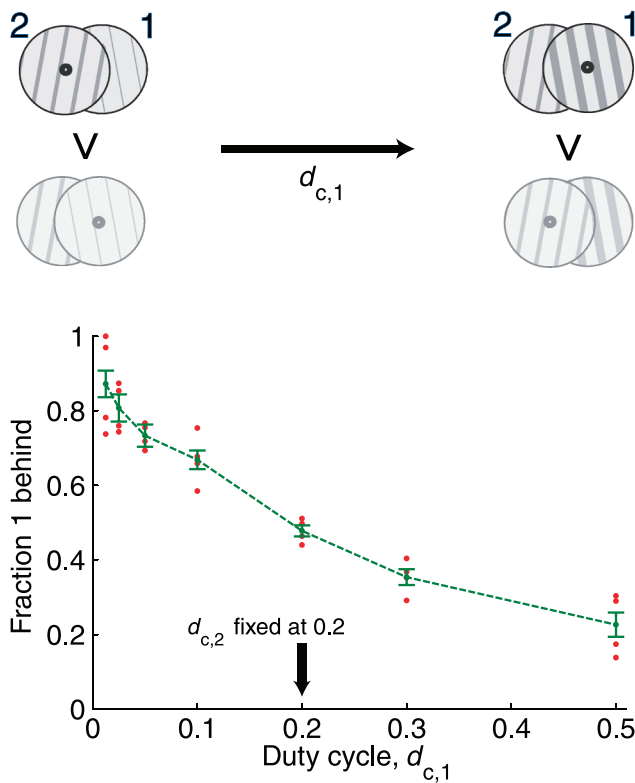 2 1
2 1
V
V
d c,1
1
0.8
0.6
0.4
0.2
0
Fraction 1 behind
d c,2 fixed at 0.2
0 0.1 0.2 0.3 0.4 0.5
Duty cycle, d c,1